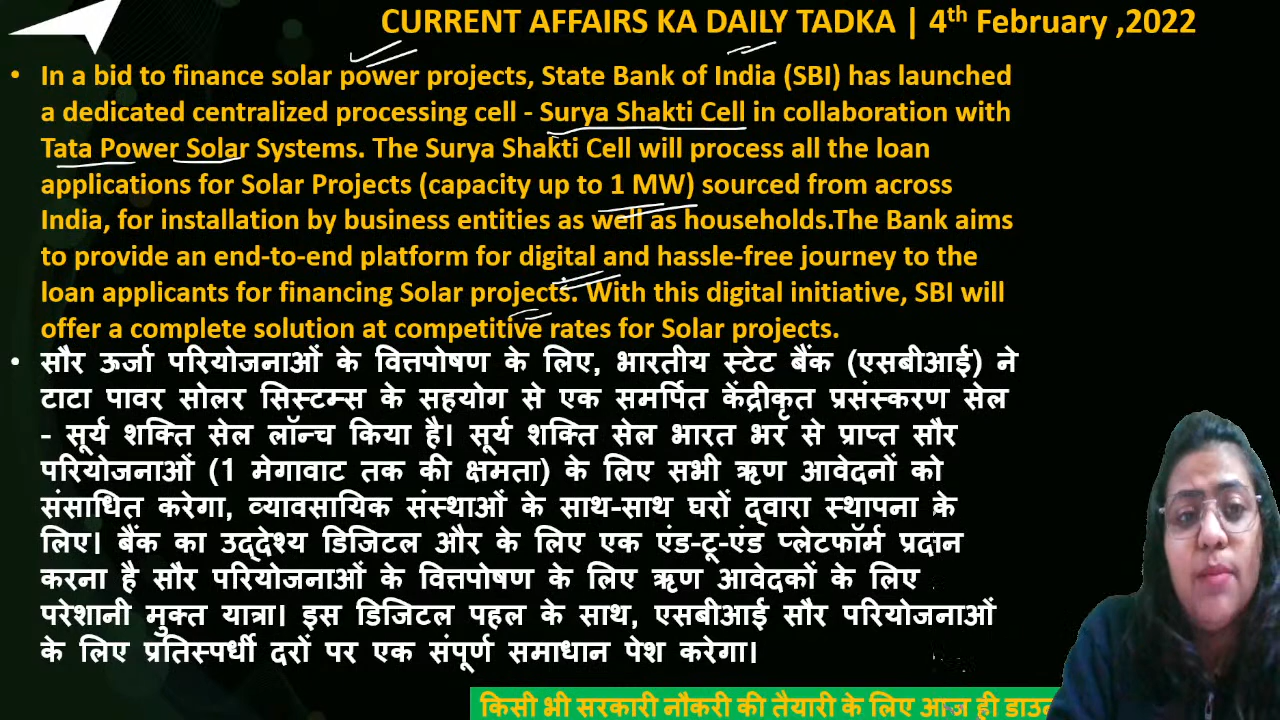 CURRENT AFFAIRS KA DAILY TADKA | 4th February ,2022
• In a bid to finance solar power projects, State Bank of India (SBI) has launched
a dedicated centralized processing cell - Surya Shakti Cell in collaboration with
Tata Power Solar Systems. The Surya Shakti Cell will process all the loan
applications for Solar Projects (capacity up to 1 MW) sourced from across
India, for installation by business entities as well as households.The Bank aims
to provide an end-to-end platform for digital and hassle-free journey to the
loan applicants for financing Solar projects. With this digital initiative, SBI will
offer a complete solution at competitive rates for Solar projects.
• सौर ऊर्जा परियोजनाओं के वित्तपोषण के लिए, भारतीय स्टेट बैंक (एसबीआई) ने
टाटा पावर सोलर सिस्टम्स के सहयोग से एक समर्पित केंद्रीकृत प्रसंस्करण सेल
- सूर्य शक्ति सेल लॉन्च किया है। सूर्य शक्ति सेल भारत भर से प्राप्त सौर
परियोजनाओं (1 मेगावाट तक की क्षमता) के लिए सभी ऋण आवेदनों को
संसाधित करेगा, व्यावसायिक संस्थाओं के साथ-साथ घरों द्वारा स्थापना के
लिए। बैंक का उद्देश्य डिजिटल और के लिए एक एंड-टू-एंड प्लेटफॉर्म प्रदान
करना है सौर परियोजनाओं के वित्तपोषण के लिए ऋण आवेदकों के लिए
परेशानी मुक्त यात्रा। इस डिजिटल पहल के साथ, एसबीआई सौर परियोजनाओं
के लिए प्रतिस्पर्धी दरों पर एक संपूर्ण समाधान पेश करेगा।
किसी भी सरकारी नौकरी की तैयारी के लिए आज ही